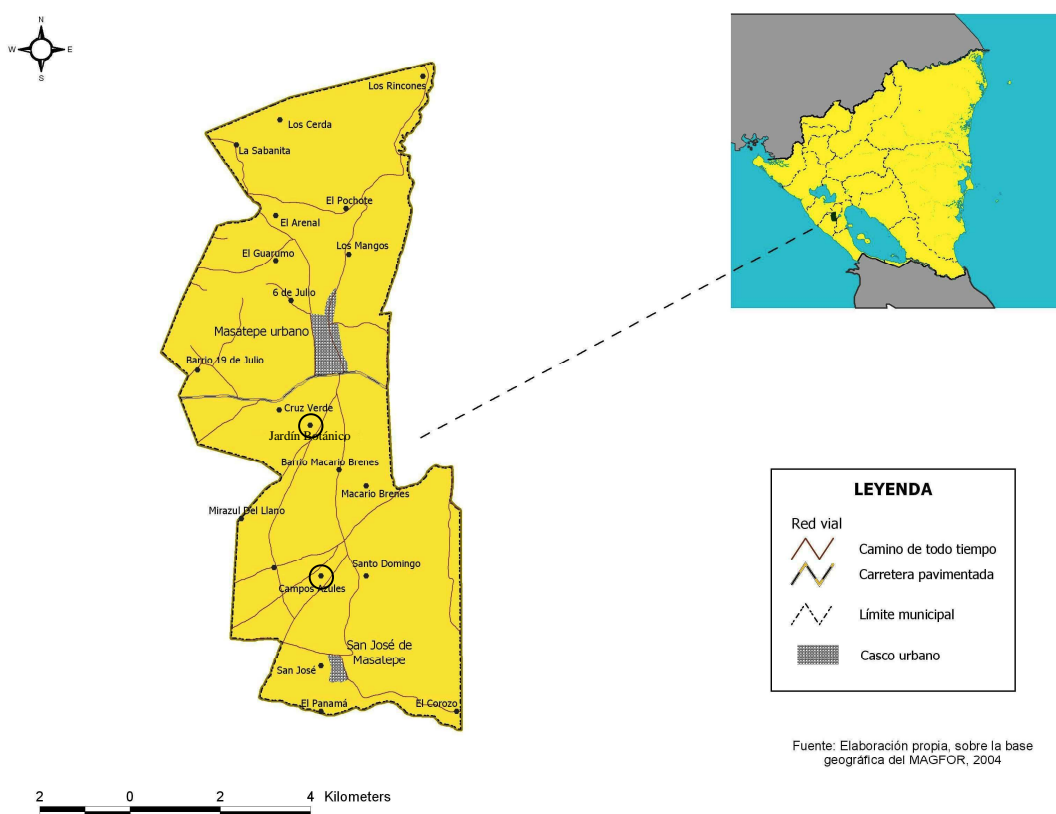 N
W E
S
Los Rincones
Los Cerda
La Sabanita
El Pochote
El Arenal
Los Mangos
El Guarumo
6 de Julio
Masatepe urbano
Barrio 19 de Julio
Cruz Verde
Jardín Botánico
Barrio Macario Brenes
Macario Brenes
Mirazul Del Llano
Santo Domingo
Campos Azules
San José de
Masatepe
San José
El Panamá
El Corozo
LEYENDA
Red vial
Camino de todo tiempo
Carretera pavimentada
Límite municipal
Casco urbano
Fuente: Elaboración propia, sobre la base
geográfica del MAGFOR, 2004
2 0 2 4 Kilometers